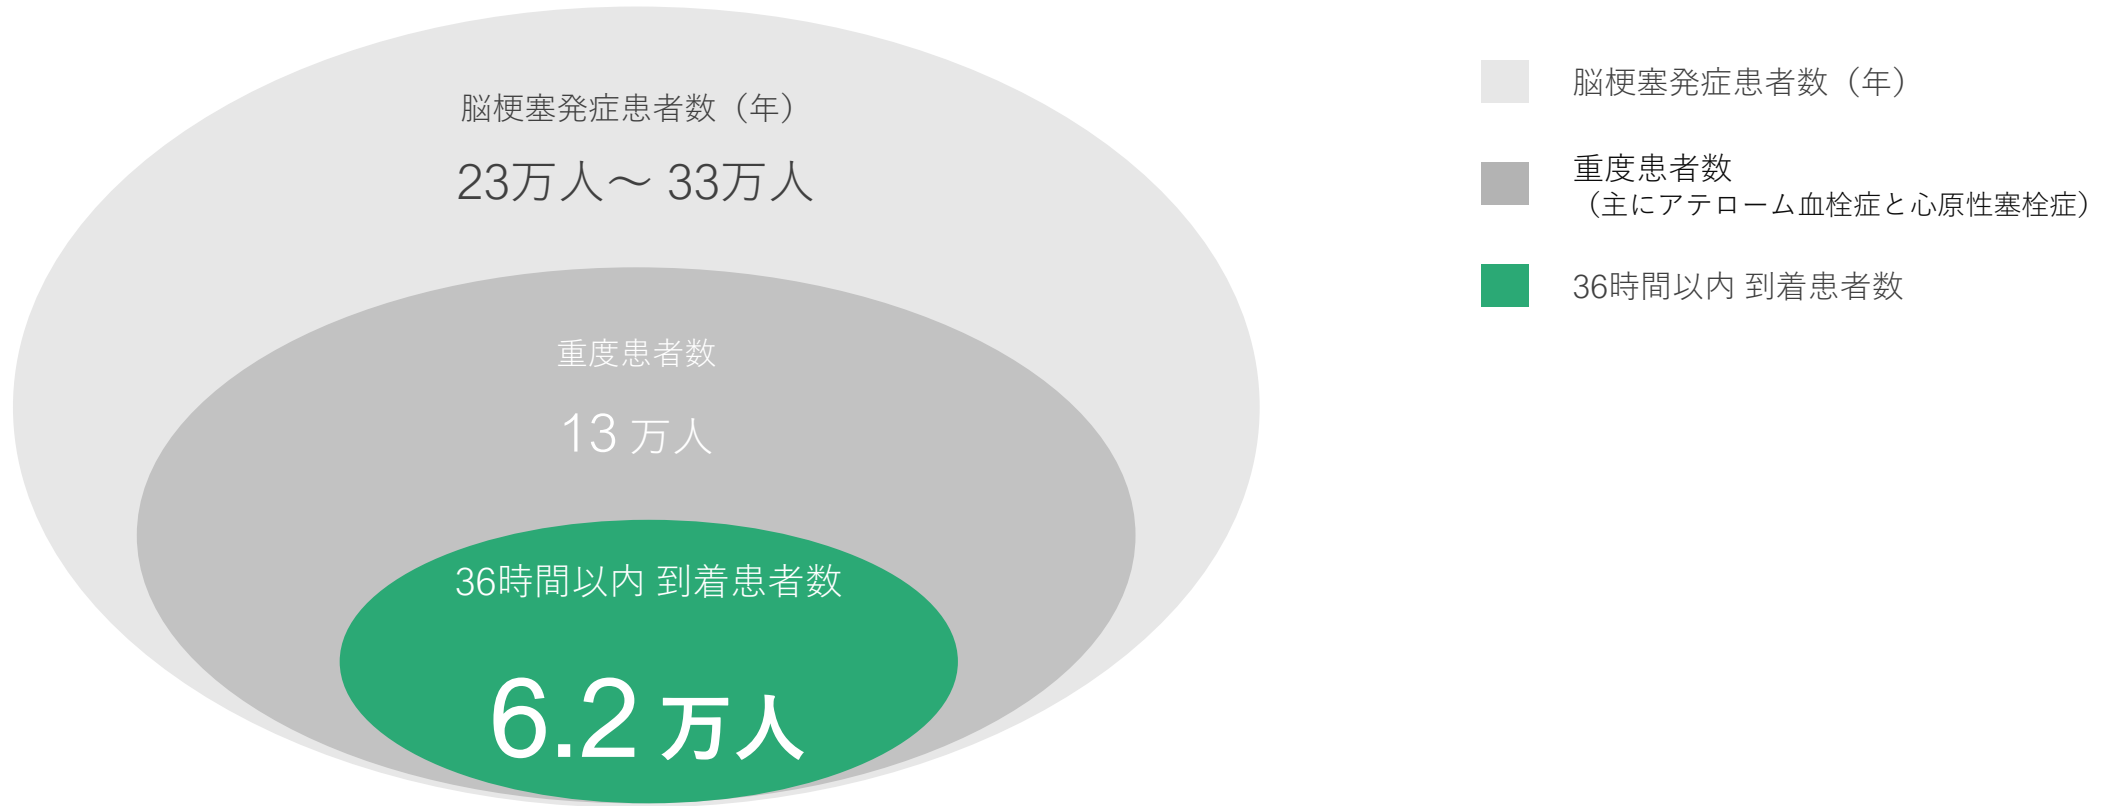 脳梗塞発症患者数（年）
23万人～ 33万人
重度患者数
13 万人
36時間以内 到着患者数
6.2 万人
脳梗塞発症患者数（年）
重度患者数
（主にアテローム血栓症と心原性塞栓症）
36時間以内 到着患者数